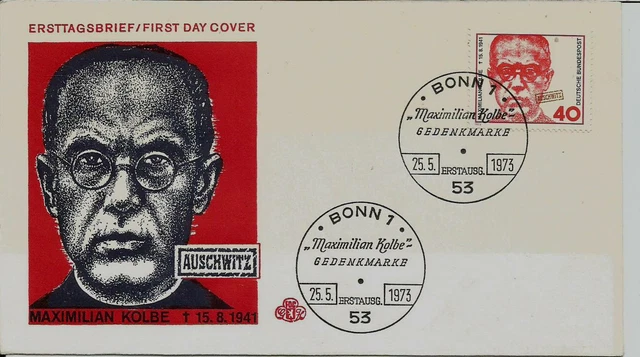 ERSTTAGSBRIEF/FIRST DAY COVER
AUSCHWITZ
MAXIMILIAN KOLBE † 15.8.1941
MAXIMILIAN KOLBE † 15.8.1941
DEUTSCHE BUNDESPOST
AUSCHWITZ
40
BONN 1
„Maximilian Kolbe"-
GEDENKMARKE
25.5. ERSTAUSG. 1973
53
BONN 1
„Maximilian Kolbe"-
GEDENKMARKE
25.5. ERSTAUSG. 1973
53